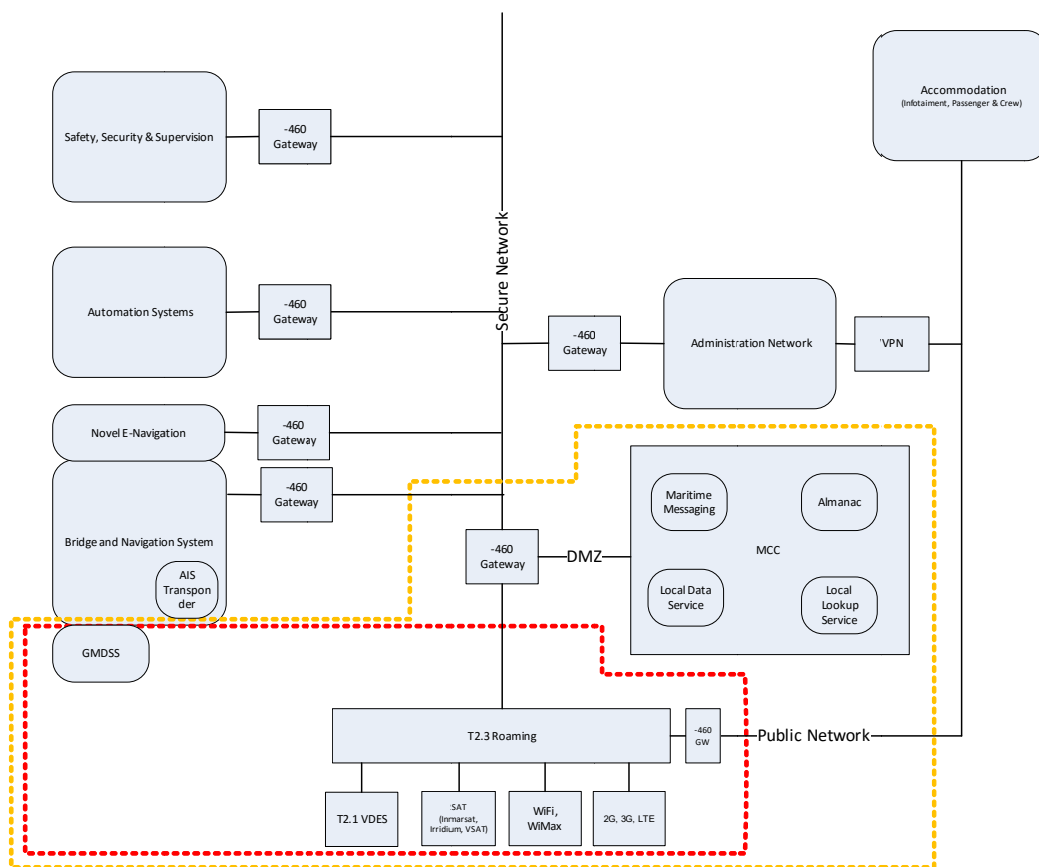 Accommodation
(Infotaiment, Passenger & Crew)
Safety, Security & Supervision
-460
Gateway
Secure Network
Automation Systems
-460
Gateway
-460
Gateway
Administration Network
VPN
Novel E-Navigation
-460
Gateway
-460
Gateway
Bridge and Navigation System
AIS
Transpon
der
Maritime
Messaging
Almanac
-460
Gateway
DMZ
MCC
Local Data
Service
Local
Lookup
Service
GMDSS
T2.3 Roaming
-460
GW
Public Network
T2.1 VDES
SAT
(Inmarsat,
Irridium, VSAT)
WiFi,
WiMax
2G, 3G, LTE